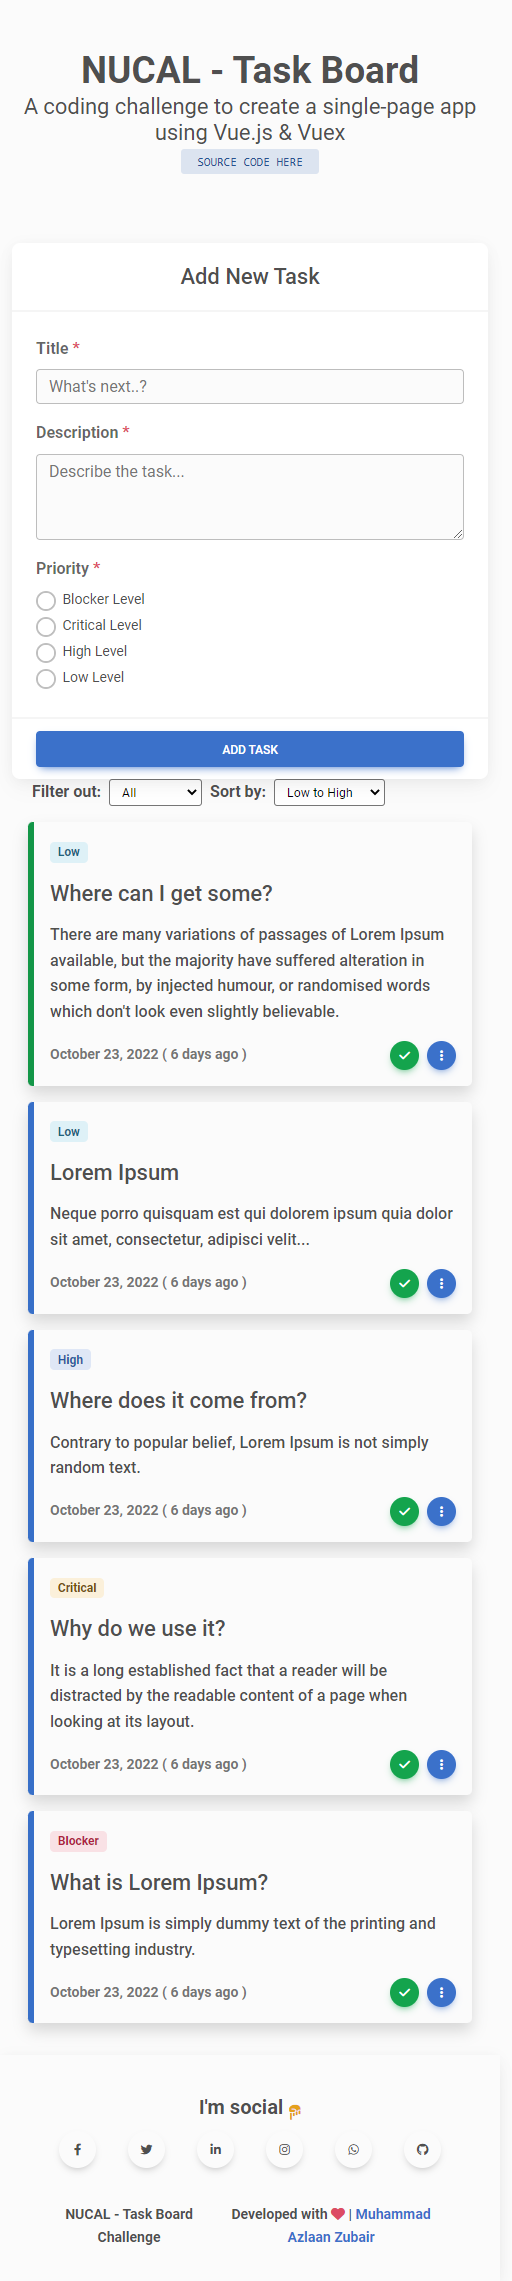 NUCAL - Task Board
A coding challenge to create a single-page app
using Vue.js & Vuex
SOURCE CODE HERE
Add New Task
Title *
What's next..?
Description *
Describe the task...
Priority *
Blocker Level
Critical Level
High Level
Low Level
ADD TASK
Filter out: All Sort by: Low to High
Low
Where can I get some?
There are many variations of passages of Lorem Ipsum
available, but the majority have suffered alteration in
some form, by injected humour, or randomised words
which don't look even slightly believable.
October 23, 2022 ( 6 days ago )
Low
Lorem Ipsum
Neque porro quisquam est qui dolorem ipsum quia dolor
sit amet, consectetur, adipisci velit...
October 23, 2022 ( 6 days ago )
High
Where does it come from?
Contrary to popular belief, Lorem Ipsum is not simply
random text.
October 23, 2022 ( 6 days ago )
Critical
Why do we use it?
It is a long established fact that a reader will be
distracted by the readable content of a page when
looking at its layout.
October 23, 2022 ( 6 days ago )
Blocker
What is Lorem Ipsum?
Lorem Ipsum is simply dummy text of the printing and
typesetting industry.
October 23, 2022 ( 6 days ago )
I'm social
NUCAL - Task Board
Challenge
Developed with ❤ | Muhammad
Azlaan Zubair